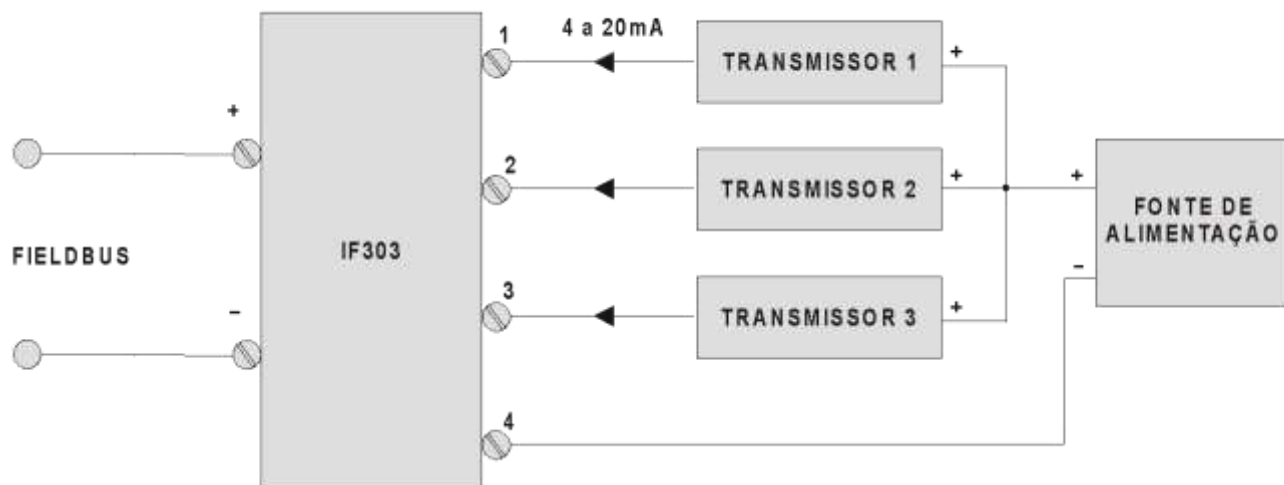 1
4 a 20mA
TRANSMISSOR 1
+
+
2
TRANSMISSOR 2
+
+
FONTE DE
ALIMENTAÇÃO
FIELDBUS
IF303
–
3
TRANSMISSOR 3
+
–
4